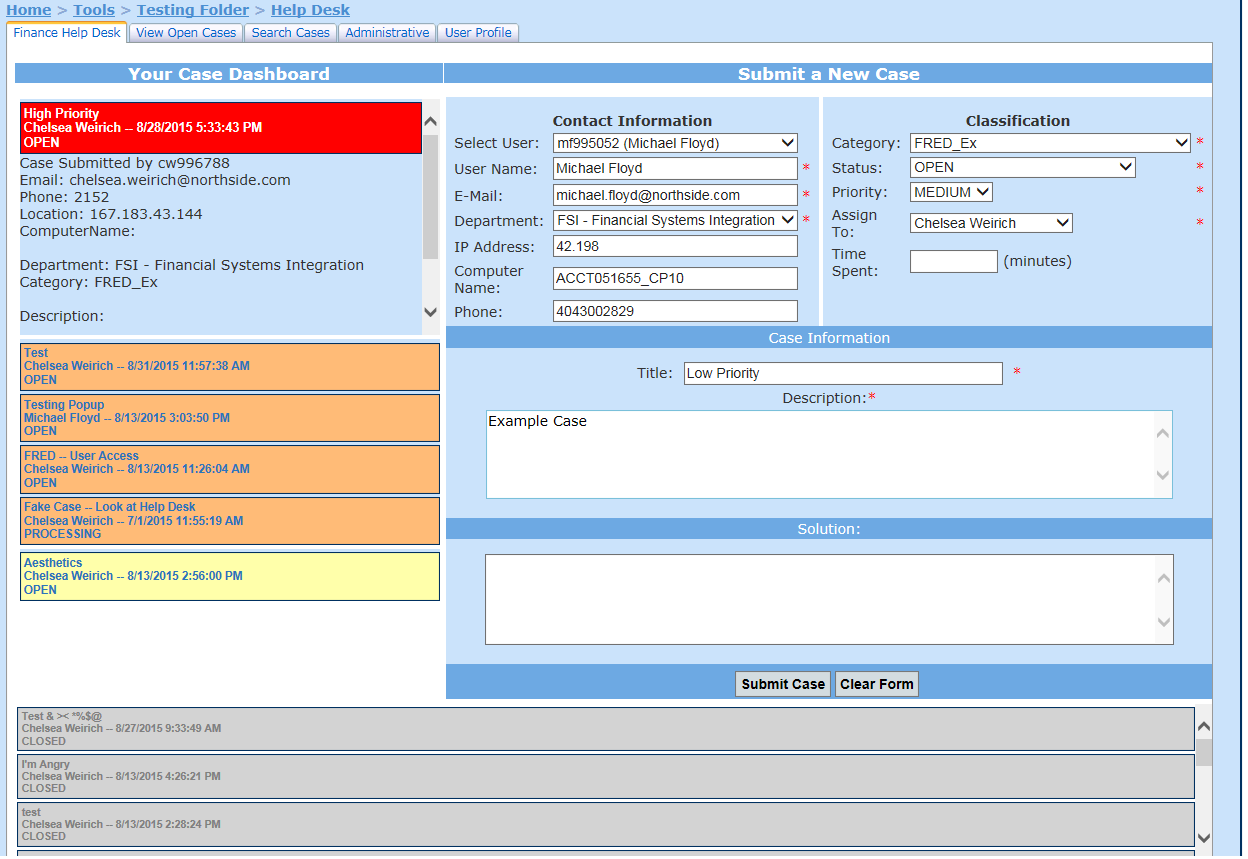 Home > Tools > Testing Folder > Help Desk
Finance Help Desk View Open Cases Search Cases Administrative User Profile
Your Case Dashboard
High Priority
Chelsea Weirich -- 8/28/2015 5:33:43 PM
OPEN
Case Submitted by cw996788
Email: chelsea.weirich@northside.com
Phone: 2152
Location: 167.183.43.144
ComputerName:
Department: FSI - Financial Systems Integration
Category: FRED_Ex
Description:
Test
Chelsea Weirich -- 8/31/2015 11:57:38 AM
OPEN
Testing Popup
Michael Floyd -- 8/13/2015 3:03:50 PM
OPEN
FRED -- User Access
Chelsea Weirich -- 8/13/2015 11:26:04 AM
OPEN
Fake Case -- Look at Help Desk
Chelsea Weirich -- 7/1/2015 11:55:19 AM
PROCESSING
Aesthetics
Chelsea Weirich -- 8/13/2015 2:56:00 PM
OPEN
Submit a New Case
Contact Information
Select User: mf995052 (Michael Floyd)
User Name: Michael Floyd *
E-Mail: michael.floyd@northside.com *
Department: FSI - Financial Systems Integration *
IP Address: 42.198
Computer
Name: ACCT051655_CP10
Phone: 4043002829
Classification
Category: FRED_Ex *
Status: OPEN *
Priority: MEDIUM *
Assign
To: Chelsea Weirich *
Time
Spent: (minutes)
Case Information
Title: Low Priority *
Description:*
Example Case
Solution:
Submit Case Clear Form
Test & >< *%$@
Chelsea Weirich -- 8/27/2015 9:33:49 AM
CLOSED
I'm Angry
Chelsea Weirich -- 8/13/2015 4:26:21 PM
CLOSED
test
Chelsea Weirich -- 8/13/2015 2:28:24 PM
CLOSED